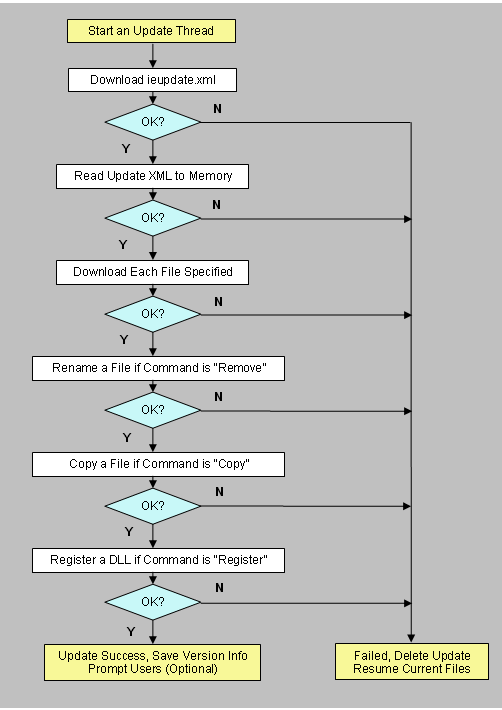 Start an Update Thread
Download ieupdate.xml
N
OK?
Y
Read Update XML to Memory
N
OK?
Y
Download Each File Specified
N
OK?
Y
Rename a File if Command is "Remove"
N
OK?
Y
Copy a File if Command is "Copy"
N
OK?
Y
Register a DLL if Command is "Register"
N
OK?
Y
Update Success, Save Version Info
Prompt Users (Optional)
Failed, Delete Update
Resume Current Files